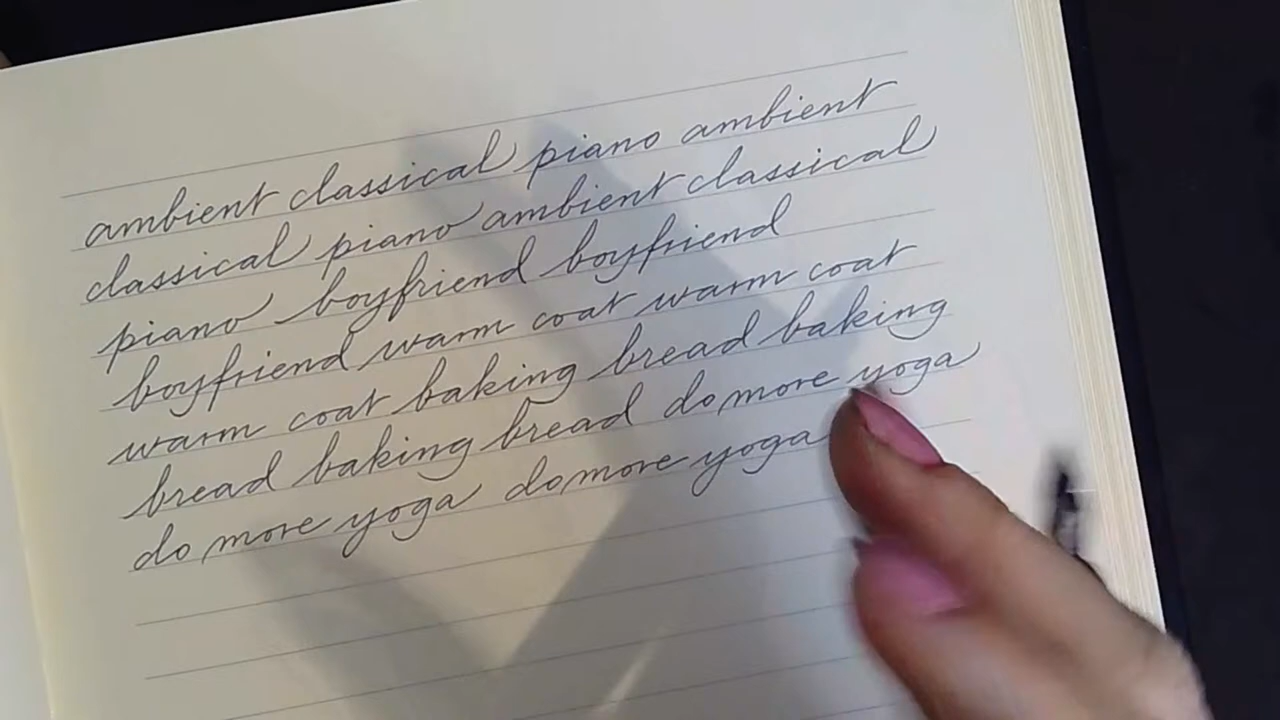 ambient classical piano ambient
classical piano ambient classical
piano boyfriend boyfriend
boyfriend warm coat warm coat
warm coat baking bread baking
bread baking bread do more yoga
do more yoga do more yoga